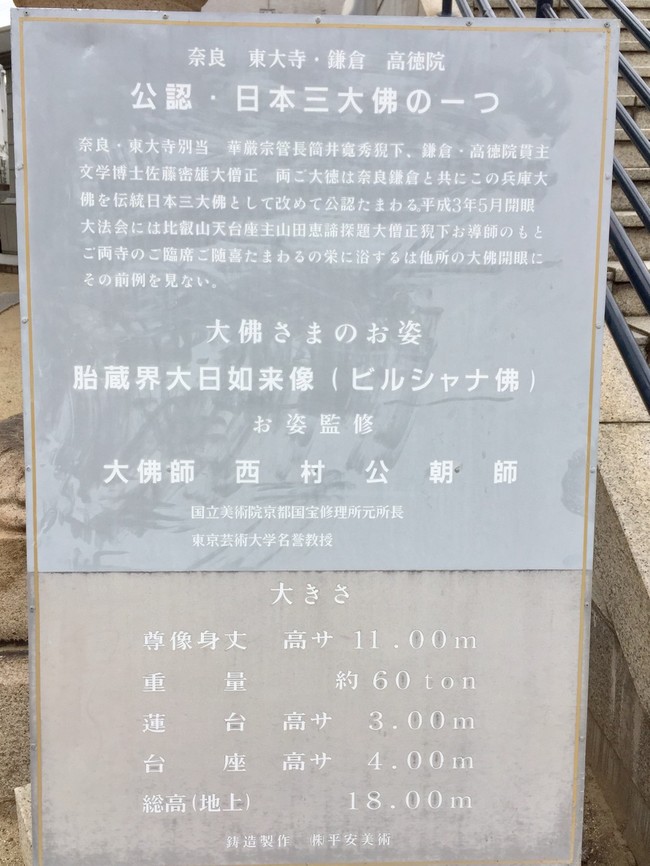 奈良 東大寺・鎌倉 高徳院
公認・日本三大佛の一つ
奈良・東大寺別当 華厳宗管長筒井寛秀猊下、鎌倉・高徳院貫主
文学博士佐藤密雄大僧正 両ご大徳は奈良鎌倉と共にこの兵庫大
佛を伝統日本三大佛として改めて公認たまわる平成3年5月開眼
大法会には比叡山天台座主山田恵諦探題大僧正猊下お導師のもと
ご両寺のご臨席ご随喜たまわるの栄に浴するは他所の大佛開眼に
その前例を見ない。
大佛さまのお姿
胎蔵界大日如来像(ビルシャナ佛)
お姿監修
大佛師 西村公朝師
国立美術院京都国宝修理所元所長
東京芸術大学名誉教授
大きさ
尊像身丈 高サ 11.00m
重量 約60ton
蓮台 高サ 3.00m
台座 高サ 4.00m
総高(地上) 18.00m
鋳造製作 ㈱平安美術